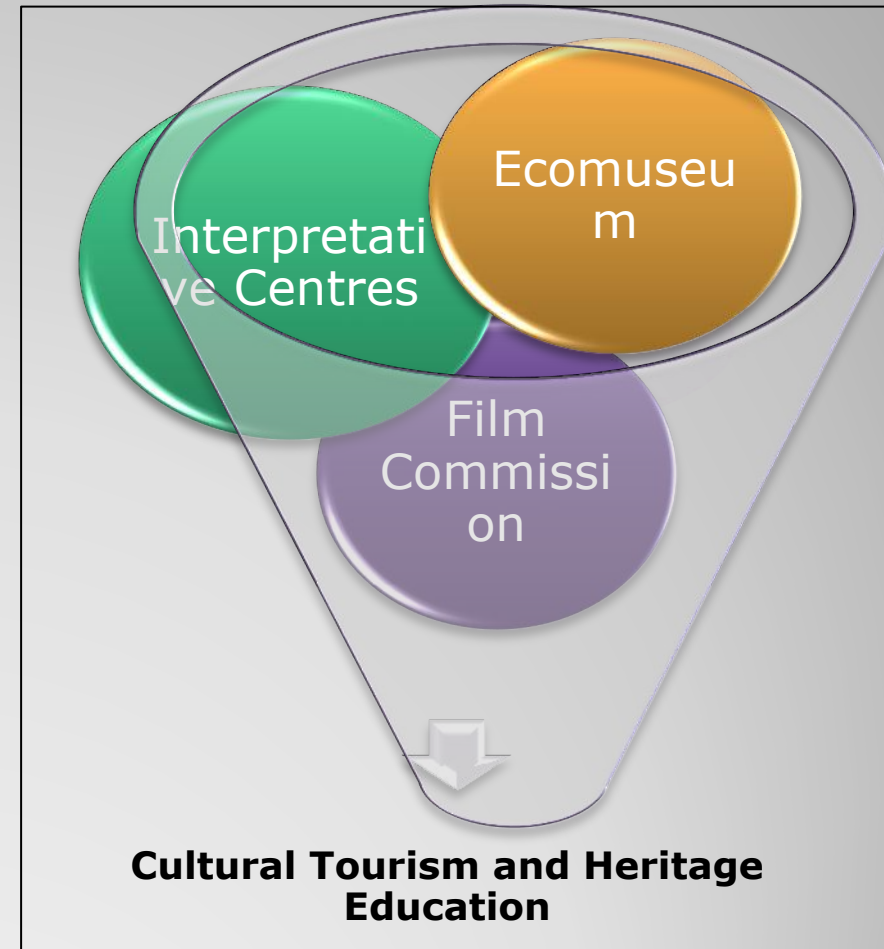 Ecomuseu
m
Interpretati
ve Centres
Film
Commissi
on
Cultural Tourism and Heritage
Education